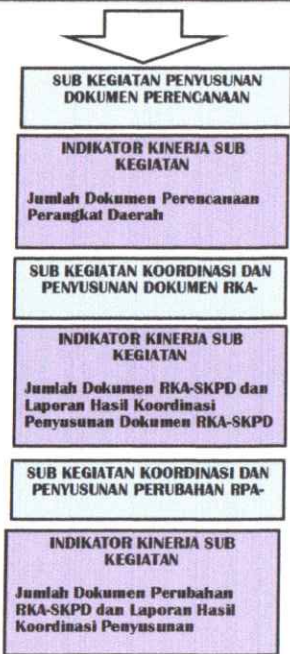 SUB KEGIATAN PENYUSUNAN
DOKUMEN PERENCANAAN
INDIKATOR KINERJA SUB
KEGIATAN
Jumlah Dokumen Perencanaan
Perangkat Daerah
SUB KEGIATAN KOORDINASI DAN
PENYUSUNAN DOKUMEN RKA-
INDIKATOR KINERJA SUB
KEGIATAN
Jumlah Dokumen RKA-SKPD dan
Laporan Hasil Koordinasi
Penyusunan Dokumen RKA-SKPD
SUB KEGIATAN KOORDINASI DAN
PENYUSUNAN PERUBAHAN RPA-
INDIKATOR KINERJA SUB
KEGIATAN
Jumlah Dokumen Perubahan
RKA-SKPD dan Laporan Hasil
Koordinasi Penyusunan